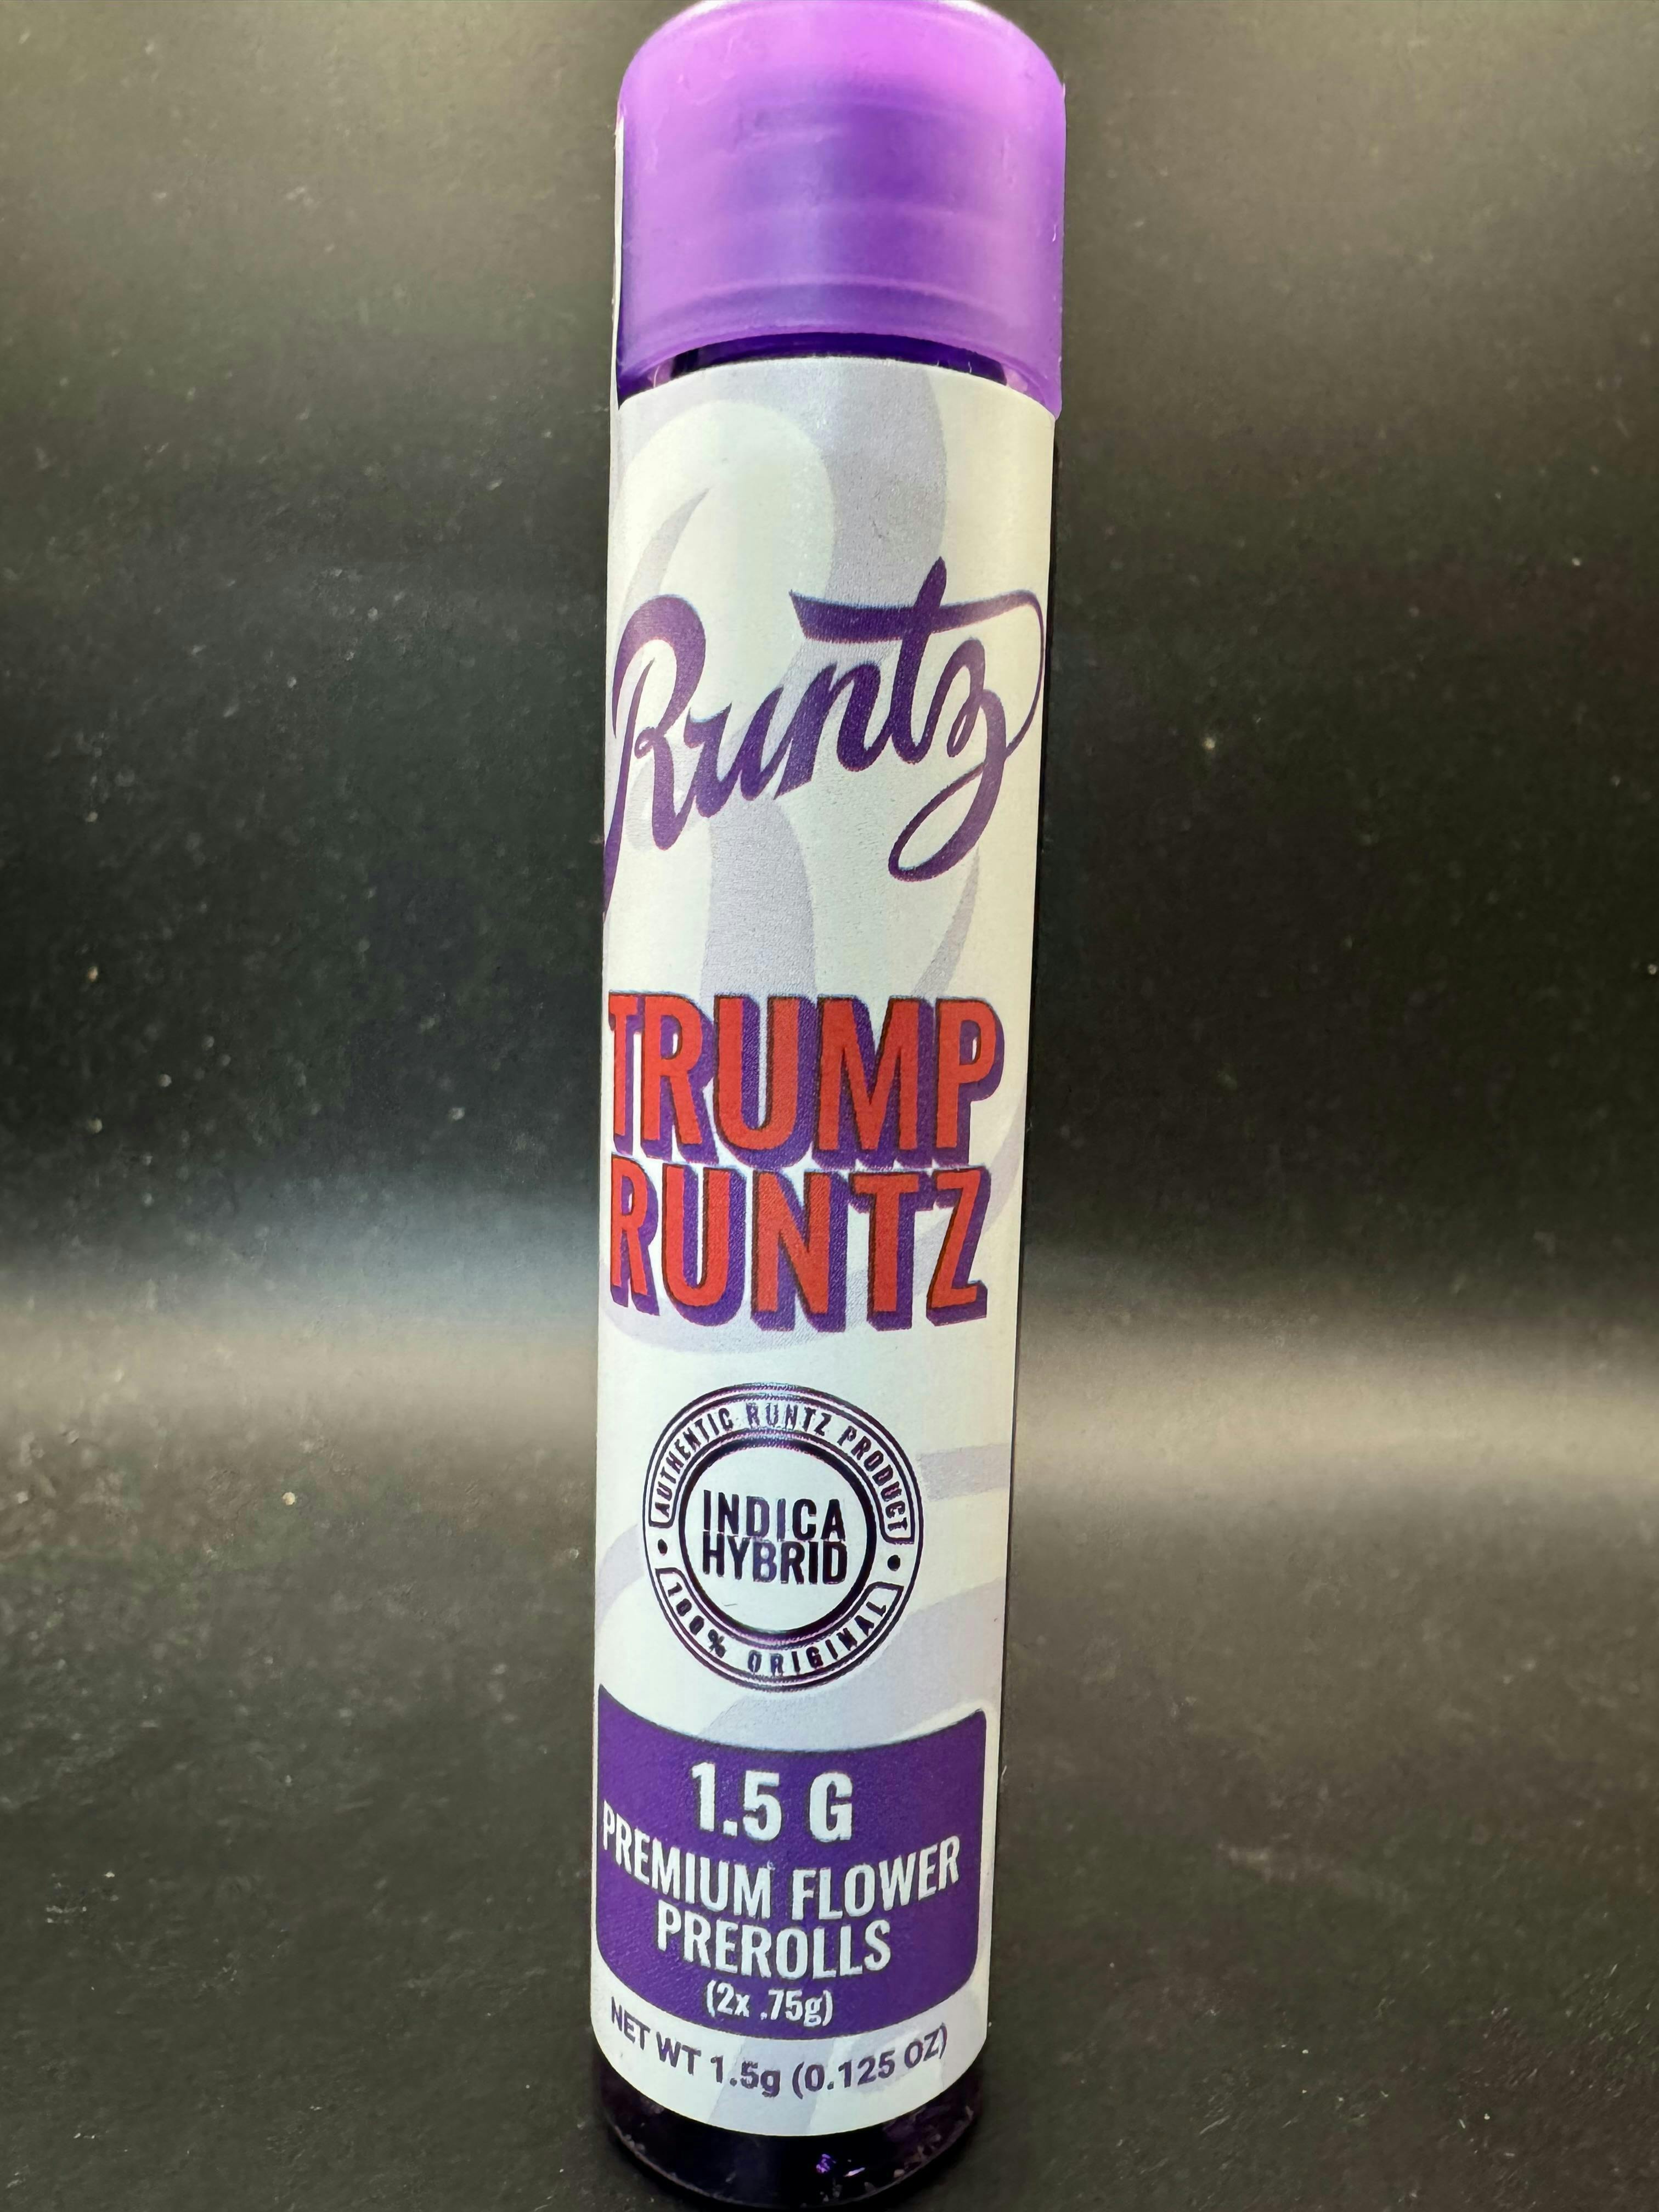 Runtz
TRUMP
RUNTZ
AUTHENTIC RUNTZ PRODUCT
INDICA
HYBRID
100% ORIGINAL
1.5 G
PREMIUM FLOWER
PREROLLS
(2x .75g)
NET WT 1.5g (0.125 OZ)